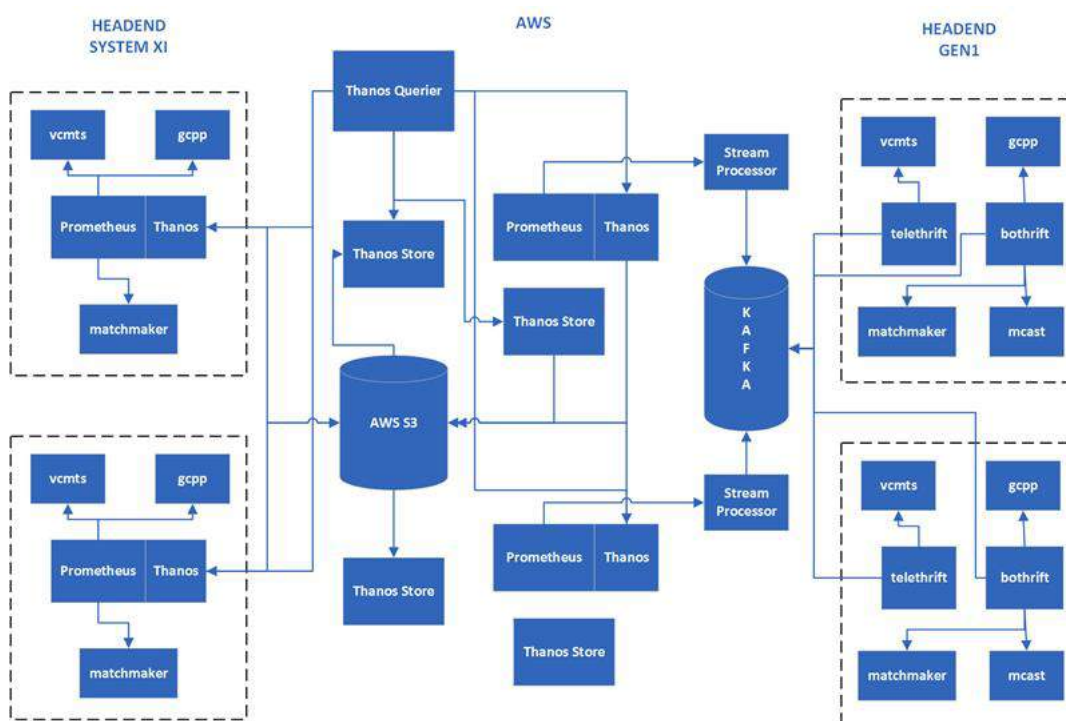 HEADEND
SYSTEM XI
AWS
HEADEND
GEN1
vcmts
gcpp
Prometheus
Thanos
matchmaker
vcmts
gcpp
Prometheus
Thanos
matchmaker
Thanos Querier
Thanos Store
Thanos Store
AWS S3
Thanos Store
Prometheus
Thanos
Prometheus
Thanos
Thanos Store
Stream
Processor
K
A
F
K
A
Stream
Processor
vcmts
gcpp
telethrift
bothrift
matchmaker
mcast
vcmts
gcpp
telethrift
bothrift
matchmaker
mcast